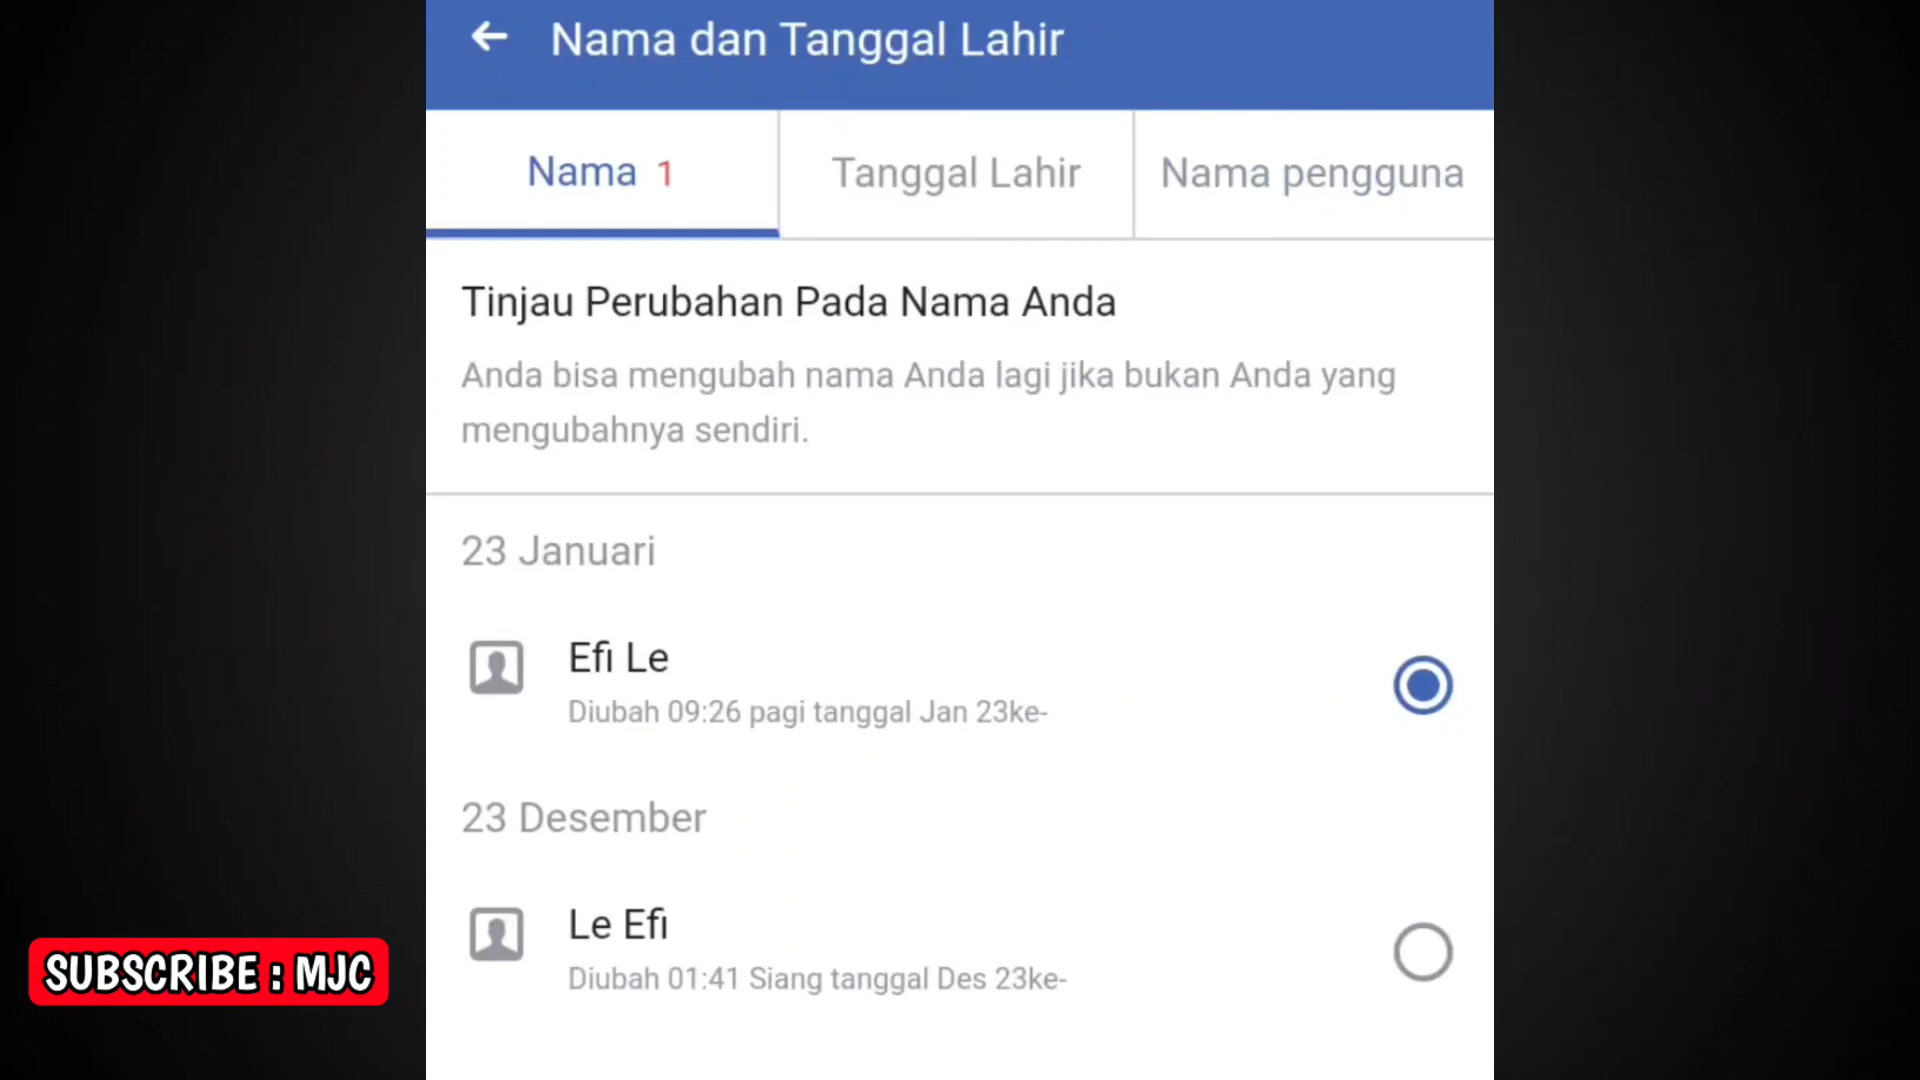 Nama dan Tanggal Lahir
Nama 1
Tanggal Lahir
Nama pengguna
Tinjau Perubahan Pada Nama Anda
Anda bisa mengubah nama Anda lagi jika bukan Anda yang
mengubahnya sendiri.
23 Januari
Efi Le
Diubah 09:26 pagi tanggal Jan 23ke-
23 Desember
Le Efi
Diubah 01:41 Siang tanggal Des 23ke-
SUBSCRIBE : MJC